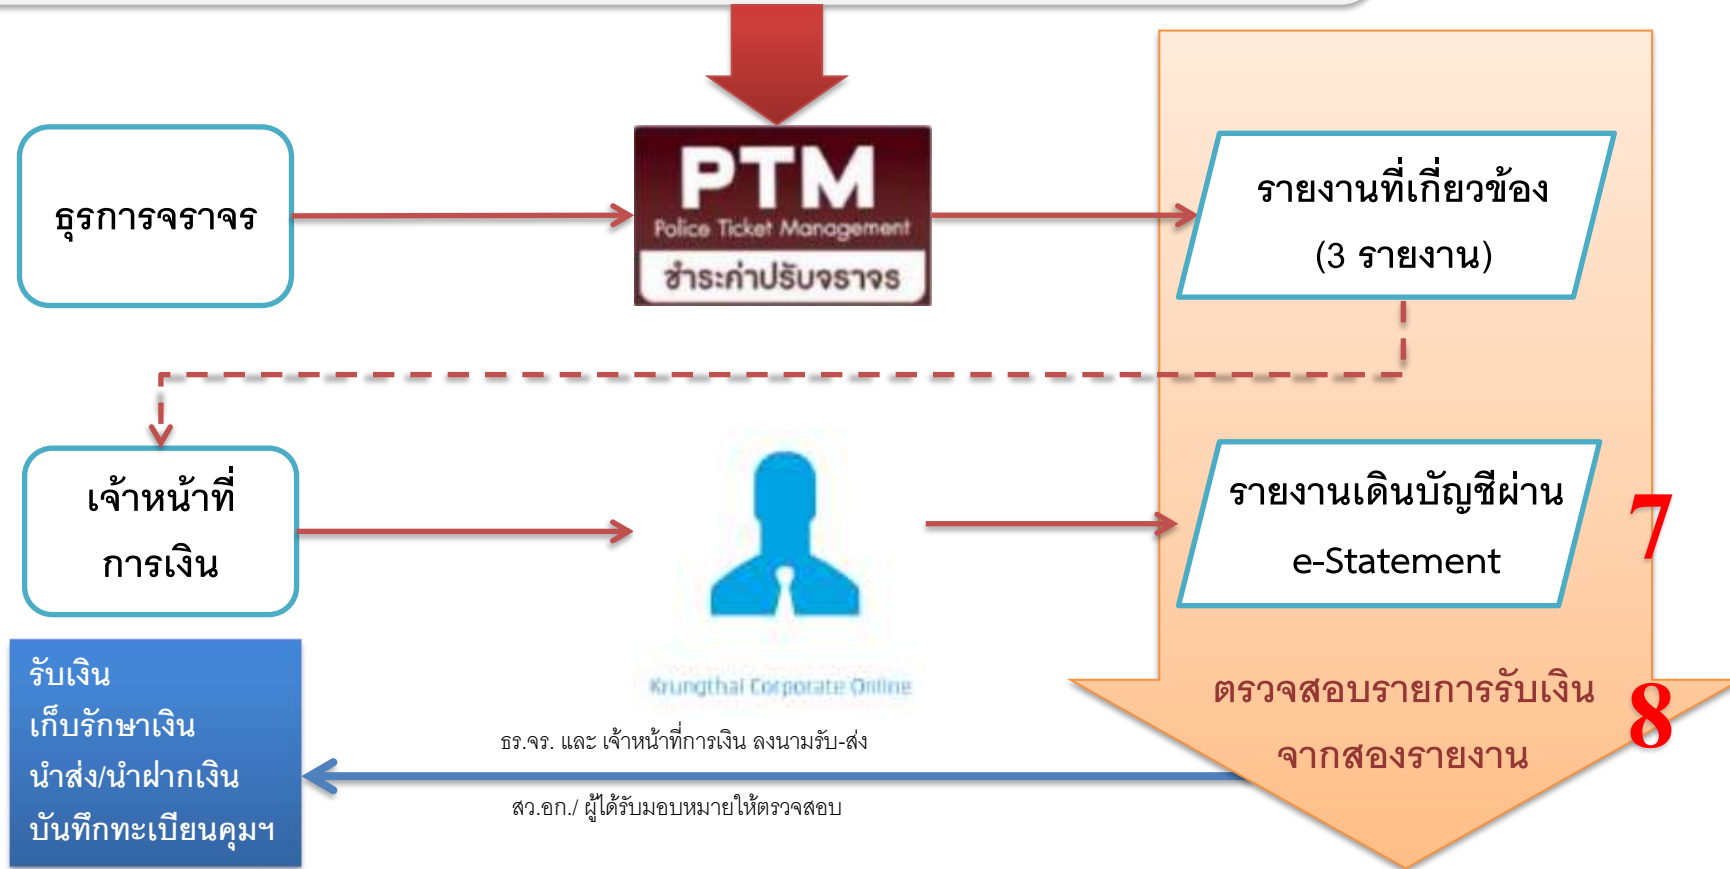 ธุรการจราจร
PTM
Police Ticket Management
ชำระค่าปรับจราจร
รายงานที่เกี่ยวข้อง
(3 รายงาน)
เจ้าหน้าที่
การเงิน
Krungthai Corporate Online
รายงานเดินบัญชีผ่าน
e-Statement
7
รับเงิน
เก็บรักษาเงิน
นำส่ง/นำฝากเงิน
บันทึกทะเบียนคุมฯ
ธร.จร. และ เจ้าหน้าที่การเงิน ลงนามรับ-ส่ง
สว.อก./ ผู้ได้รับมอบหมายให้ตรวจสอบ
ตรวจสอบรายการรับเงิน
จากสองรายงาน
8